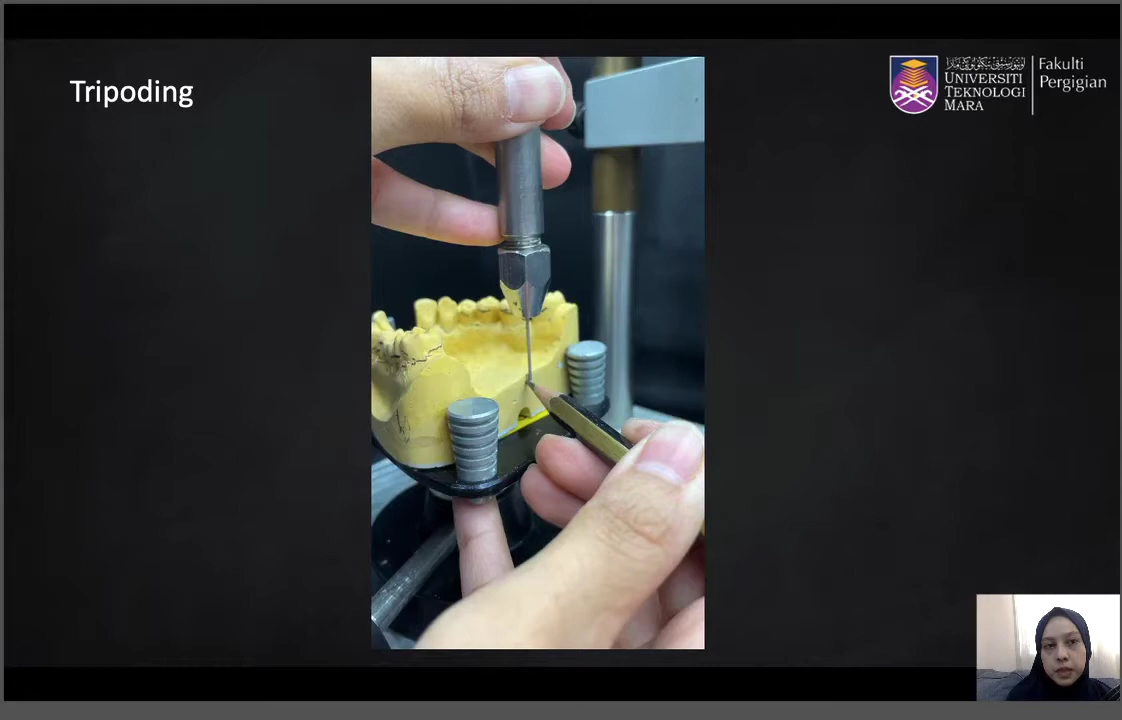 Tripoding
UNIVERSITI
TEKNOLOGI
MARA
Fakulti
Pergigian